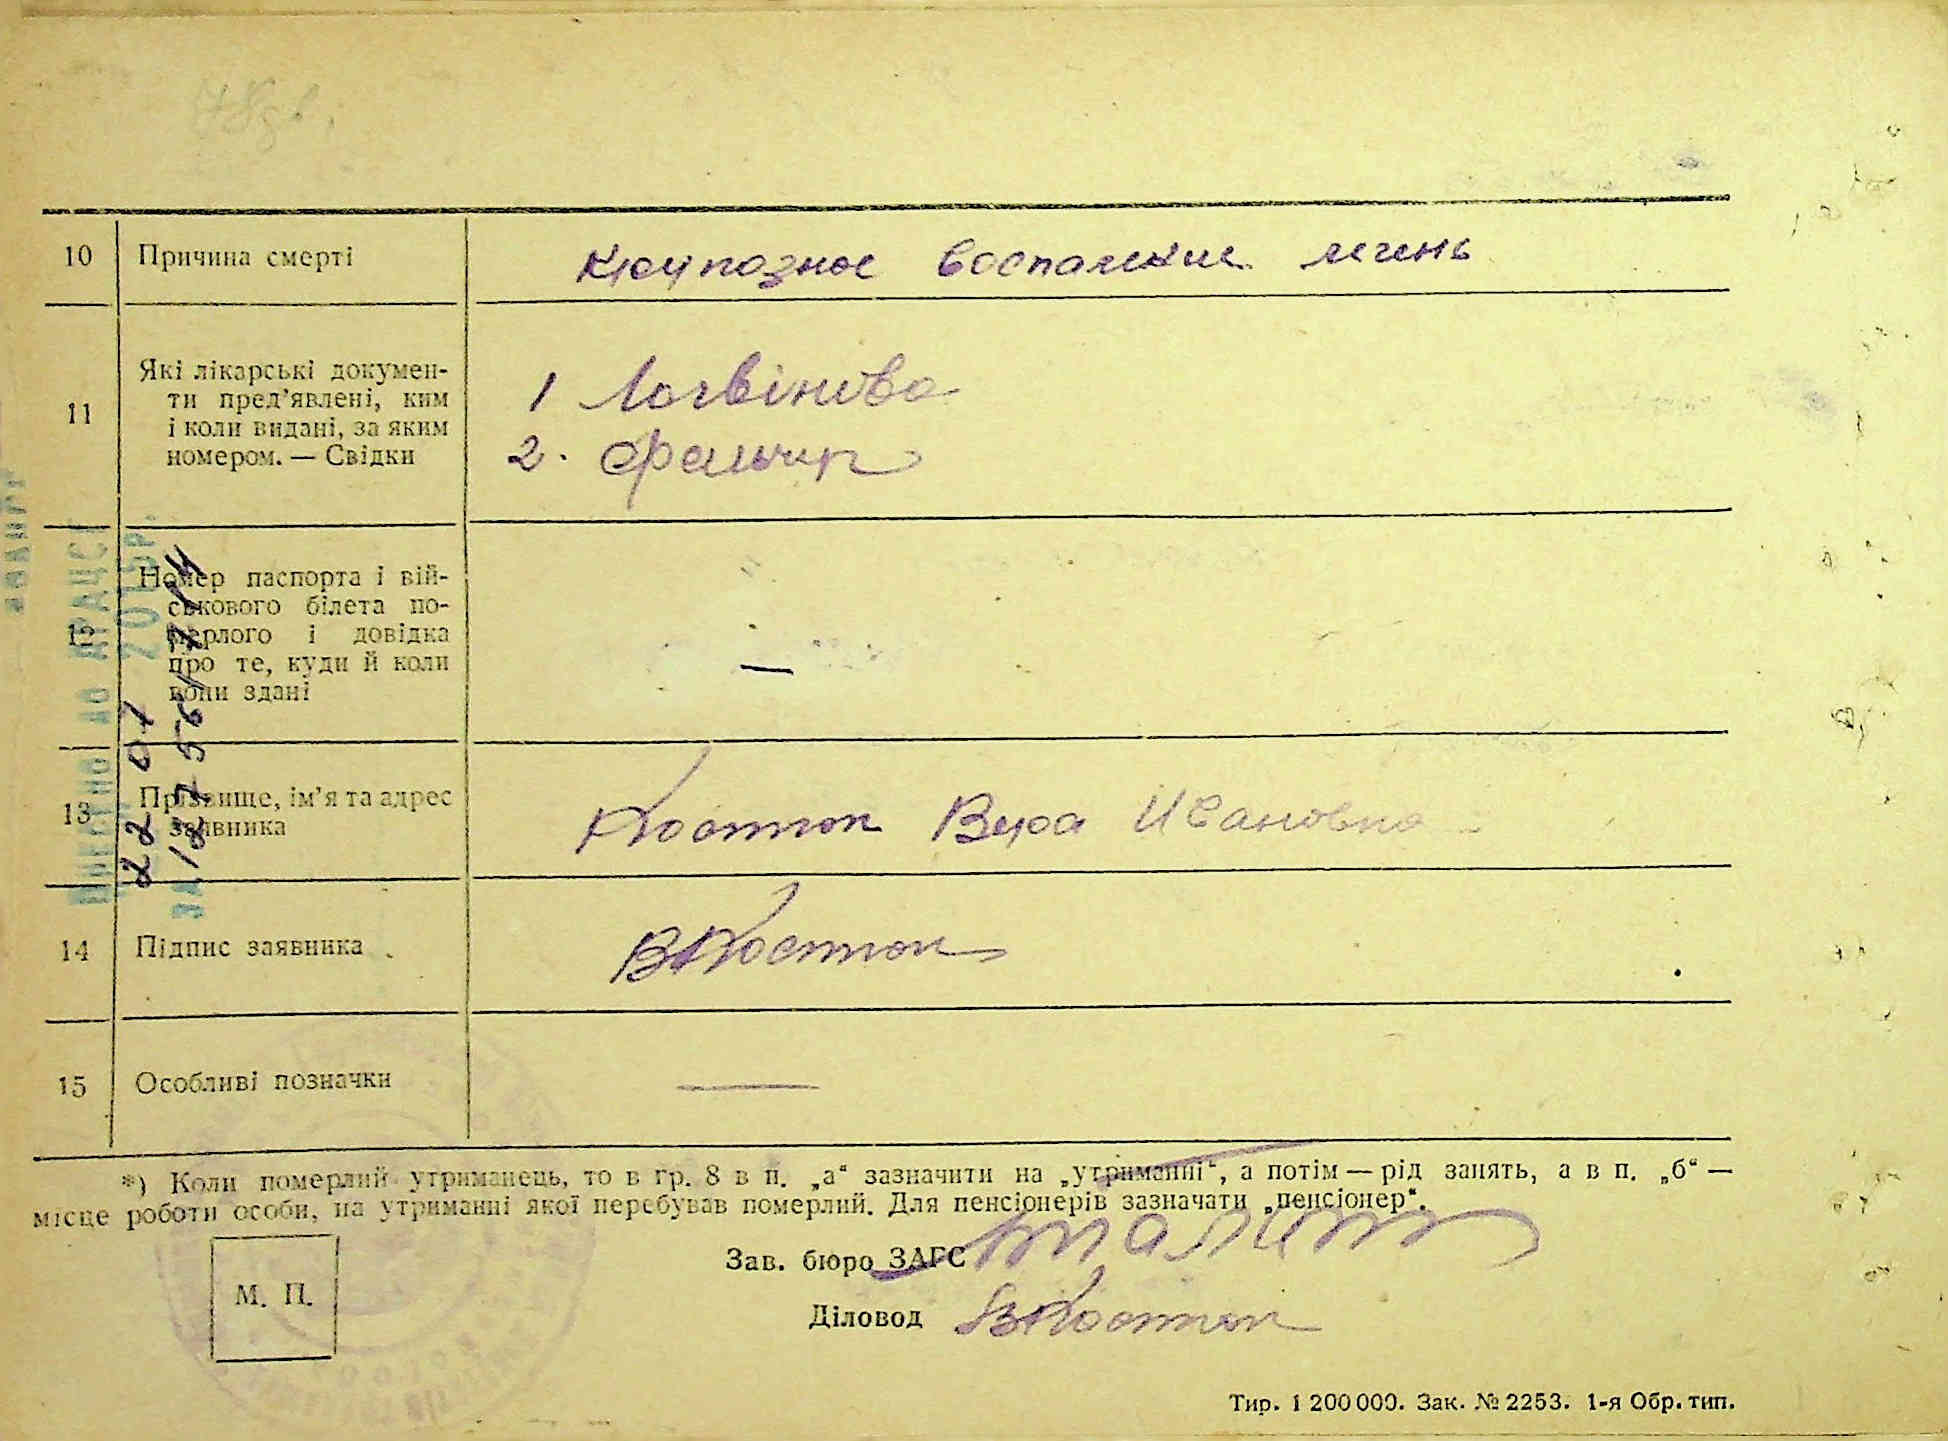 10 Причина смерті Крупозное воспаление легень
11 Які лікарські докумен-
ти пред’явлені, ким
і коли видані, за яким
номером. — Свідки
1 Логвінова
2. Фельчир
12 Номер паспорта і вій-
ськового білета по-
мерлого і довідка
про те, куди й коли
вони здані
—
13 Прізвище, ім’я та адрес
заявника
Костюк Вера Ивановна
14 Підпис заявника ВКостюк
15 Особливі позначки —
*) Коли померлий утриманець, то в гр. 8 в п. „а“ зазначити на „утриманні“, а потім — рід занять, а в п. „б“ —
місце роботи особи, на утриманні якої перебував померлий. Для пенсіонерів зазначати „пенсіонер“.
Зав. бюро ЗАГС
М. П.
Діловод ВКостюк
Тир. 1 200 000. Зак. № 2253. 1-я Обр. тип.